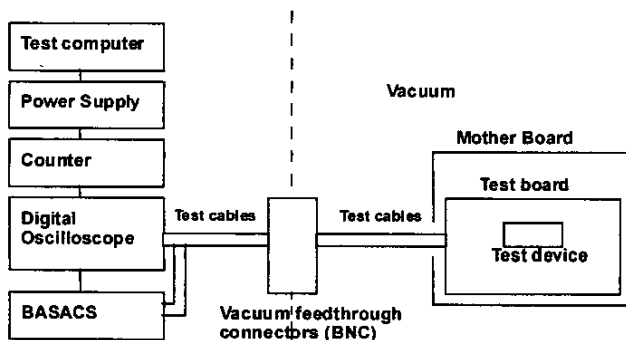 Test computer
Power Supply
Counter
Digital
Oscilloscope
BASACS
Test cables
Vacuum feedthrough
connectors (BNC)
Vacuum
Test cables
Mother Board
Test board
Test device